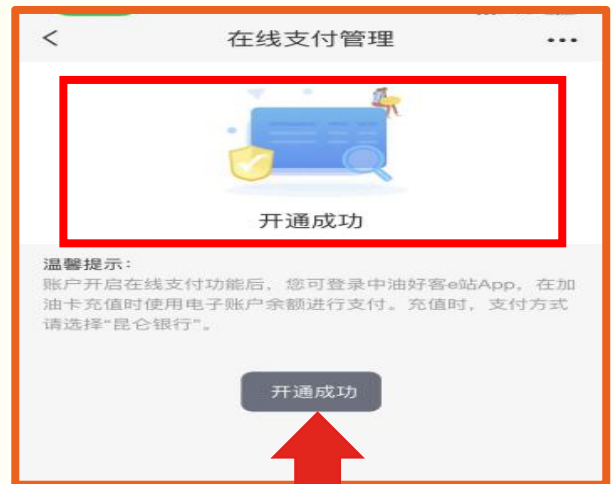 在线支付管理
开通成功
温馨提示：
账户开启在线支付功能后，您可登录中油好客e站App，在加
油卡充值时使用电子账户余额进行支付。充值时，支付方式
请选择“昆仑银行”。
开通成功